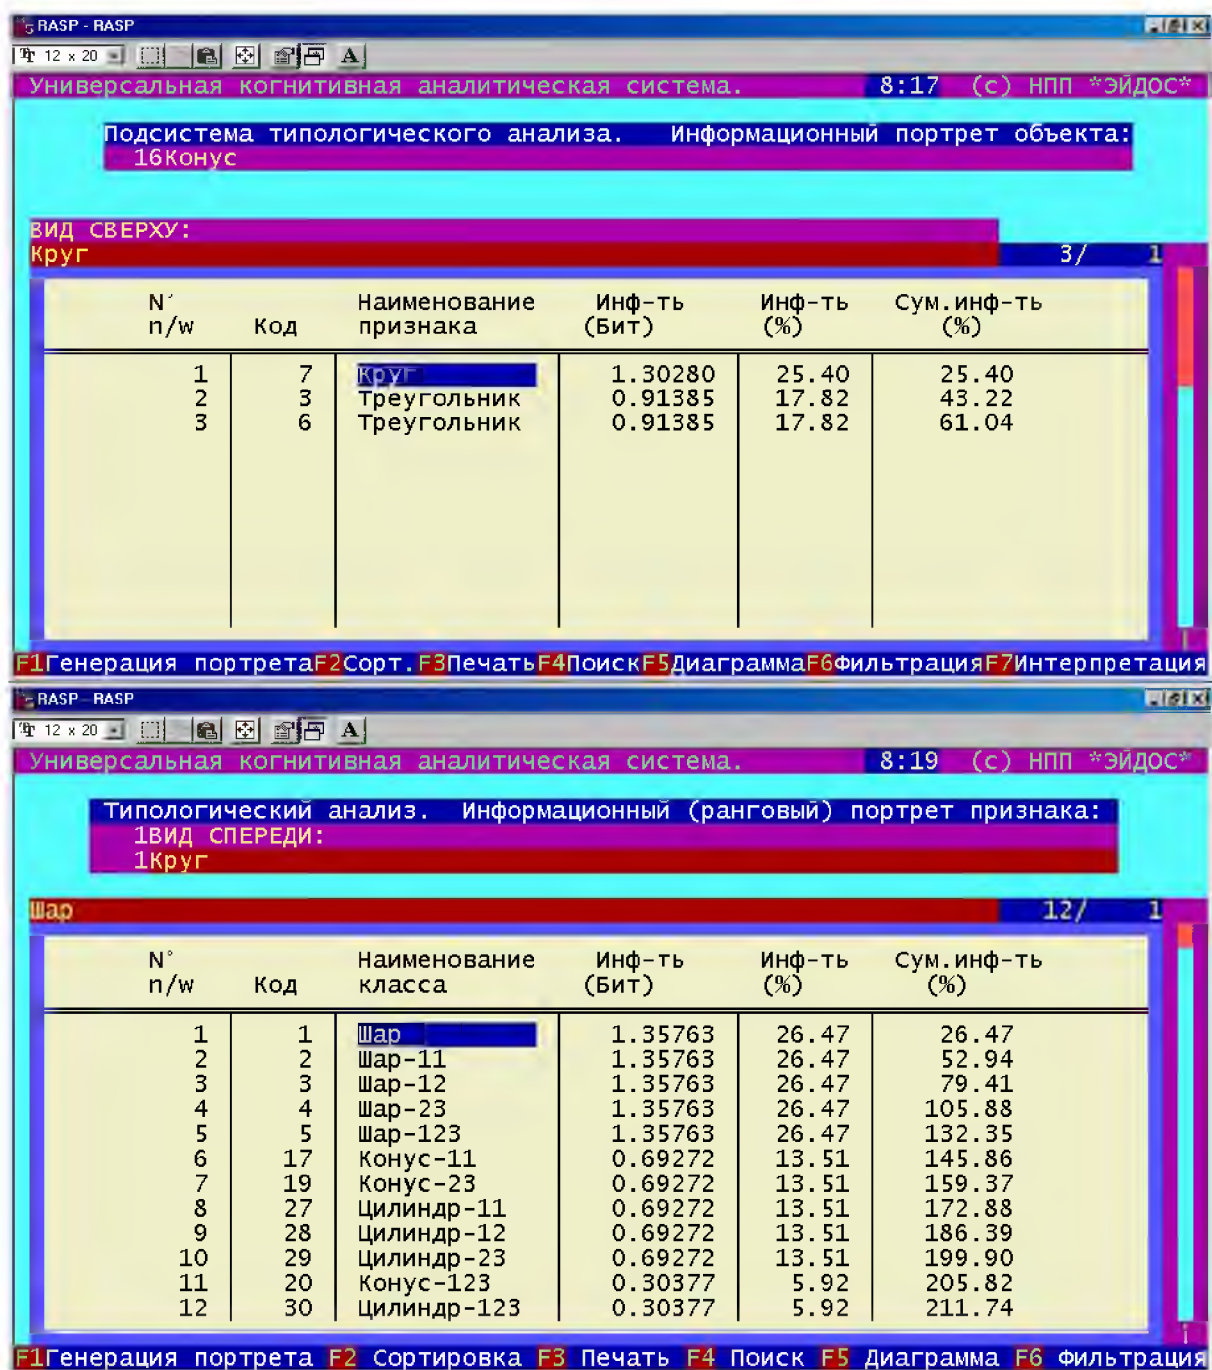 RASP - RASP
12 x 20 A
Универсальная когнитивная аналитическая система. 8:17 (С) НПП *ЭЙДОС*
Подсистема типологического анализа. Информационный портрет объекта:
16Конус
ВИД СВЕРХУ:
Круг 3/ 1
N° Наименование Инф-ть Инф-ть Сум.инф-ть
п/w Код признака (Бит) (%) (%)
1 7 Круг 1.30280 25.40 25.40
2 3 Треугольник 0.91385 17.82 43.22
3 6 Треугольник 0.91385 17.82 61.04
F1Генерация портретаF2Сорт.F3ПечатьF4ПоискF5ДиаграммаF6ФильтрацияF7Интерпретация
RASP - RASP
12 x 20 A
Универсальная когнитивная аналитическая система. 8:19 (С) НПП *ЭЙДОС*
Типологический анализ. Информационный (ранговый) портрет признака:
1ВИД СПЕРЕДИ:
1Круг
Шар 12/ 1
N° Наименование Инф-ть Инф-ть Сум.инф-ть
п/w Код класса (Бит) (%) (%)
1 1 Шар 1.35763 26.47 26.47
2 2 Шар-11 1.35763 26.47 52.94
3 3 Шар-12 1.35763 26.47 79.41
4 4 Шар-23 1.35763 26.47 105.88
5 5 Шар-123 1.35763 26.47 132.35
6 17 Конус-11 0.69272 13.51 145.86
7 19 Конус-23 0.69272 13.51 159.37
8 27 Цилиндр-11 0.69272 13.51 172.88
9 28 Цилиндр-12 0.69272 13.51 186.39
10 29 Цилиндр-23 0.69272 13.51 199.90
11 20 Конус-123 0.30377 5.92 205.82
12 30 Цилиндр-123 0.30377 5.92 211.74
F1Генерация портрета F2 Сортировка F3 Печать F4 Поиск F5 Диаграмма F6 Фильтрация